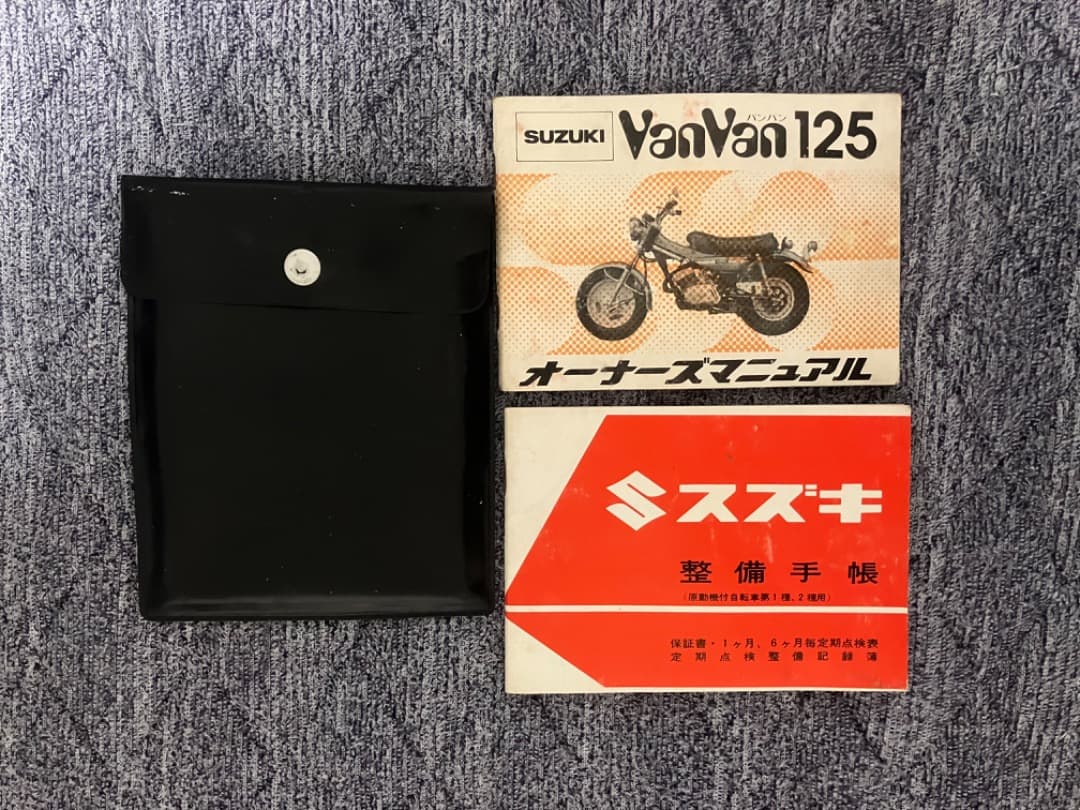 SUZUKI
バンバン
VanVan 125
オーナーズマニュアル
スズキ
整備手帳
(原動機付自転車第1種、2種用)
保証書・1ヶ月、6ヶ月毎定期点検表
定期点検整備記録簿